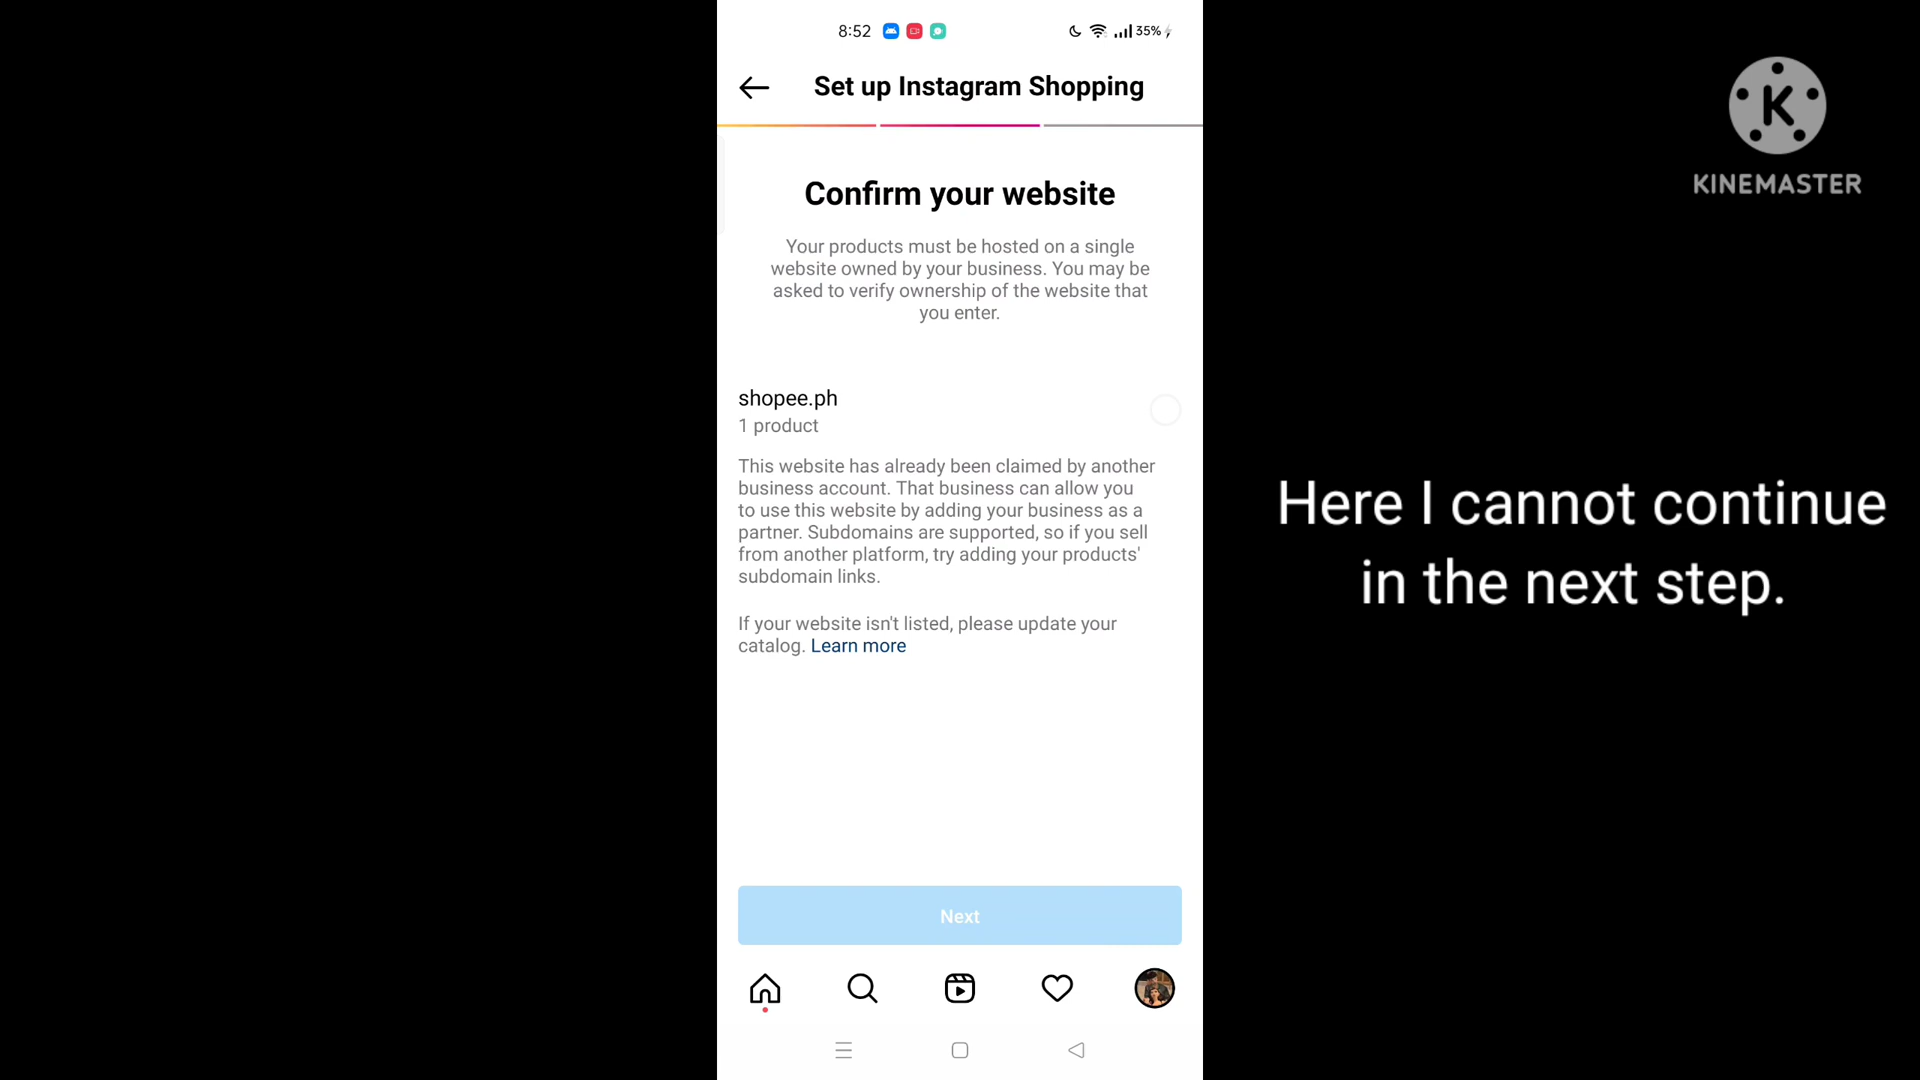 8:52
35%
Set up Instagram Shopping
Confirm your website
Your products must be hosted on a single
website owned by your business. You may be
asked to verify ownership of the website that
you enter.
shopee.ph
1 product
This website has already been claimed by another
business account. That business can allow you
to use this website by adding your business as a
partner. Subdomains are supported, so if you sell
from another platform, try adding your products'
subdomain links.
If your website isn't listed, please update your
catalog. Learn more
Next
K
KINEMASTER
Here I cannot continue
in the next step.